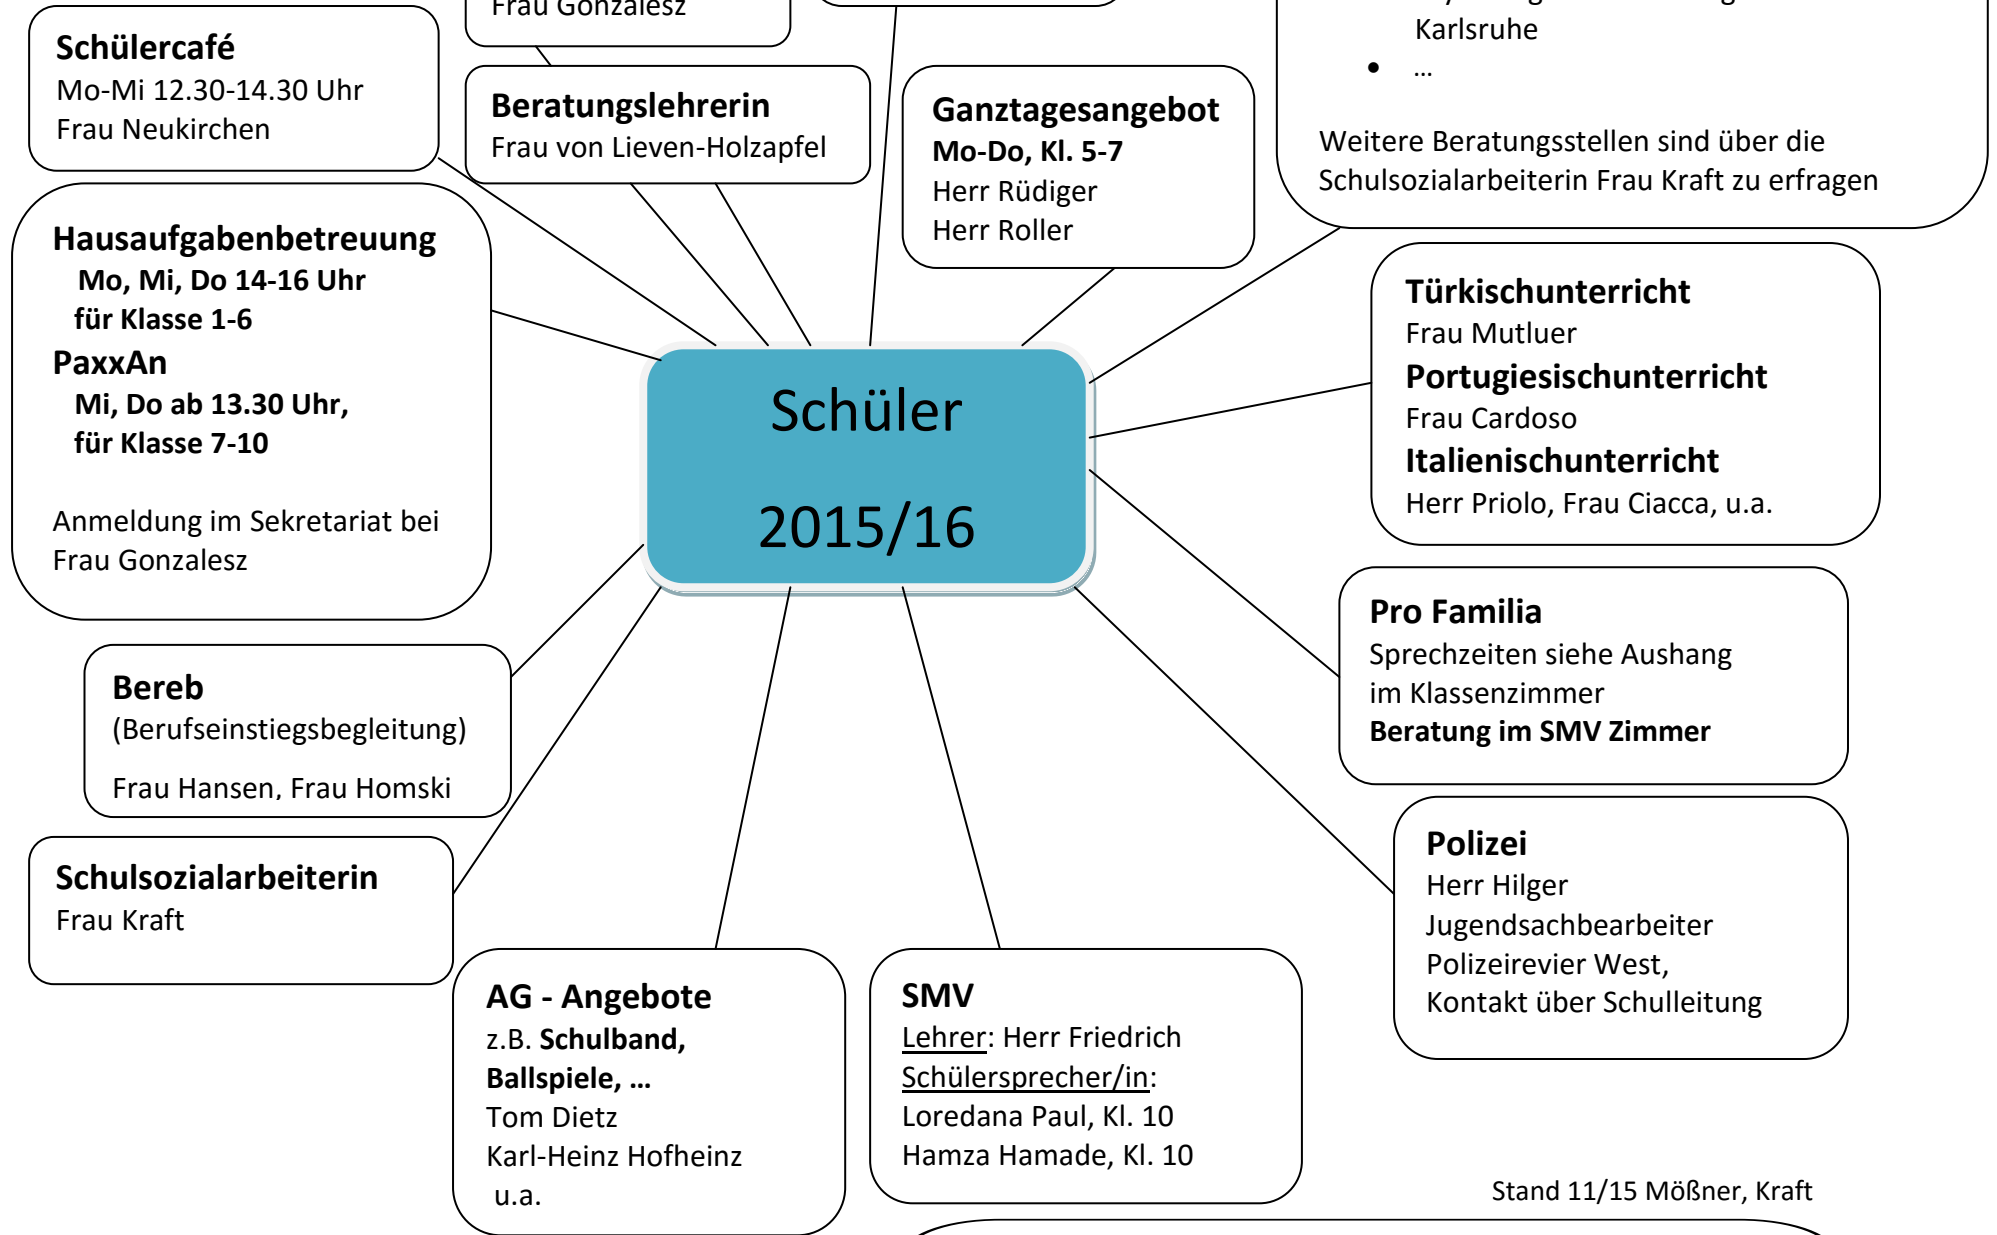 Frau Gonzalesz
Karlsruhe
• ...
Weitere Beratungsstellen sind über die
Schulsozialarbeiterin Frau Kraft zu erfragen
Schülercafé
Mo-Mi 12.30-14.30 Uhr
Frau Neukirchen
Beratungslehrerin
Frau von Lieven-Holzapfel
Ganztagesangebot
Mo-Do, Kl. 5-7
Herr Rüdiger
Herr Roller
Hausaufgabenbetreuung
Mo, Mi, Do 14-16 Uhr
für Klasse 1-6
PaxxAn
Mi, Do ab 13.30 Uhr,
für Klasse 7-10
Anmeldung im Sekretariat bei
Frau Gonzalesz
Schüler
2015/16
Türkischunterricht
Frau Mutluer
Portugiesischunterricht
Frau Cardoso
Italienischunterricht
Herr Priolo, Frau Ciacca, u.a.
Bereb
(Berufseinstiegsbegleitung)
Frau Hansen, Frau Homski
Pro Familia
Sprechzeiten siehe Aushang
im Klassenzimmer
Beratung im SMV Zimmer
Schulsozialarbeiterin
Frau Kraft
Polizei
Herr Hilger
Jugendsachbearbeiter
Polizeirevier West,
Kontakt über Schulleitung
AG - Angebote
z.B. Schulband,
Ballspiele, ...
Tom Dietz
Karl-Heinz Hofheinz
u.a.
SMV
Lehrer: Herr Friedrich
Schülersprecher/in:
Loredana Paul, Kl. 10
Hamza Hamade, Kl. 10
Stand 11/15 Mößner, Kraft